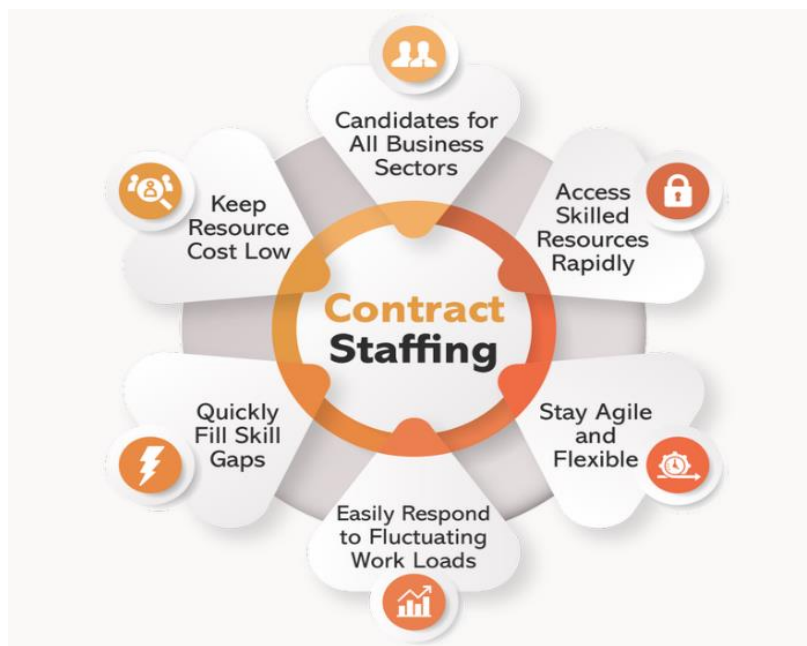 Contract
Staffing
Candidates for
All Business
Sectors
Access
Skilled
Resources
Rapidly
Stay Agile
and
Flexible
Easily Respond
to Fluctuating
Work Loads
Quickly
Fill Skill
Gaps
Keep
Resource
Cost Low